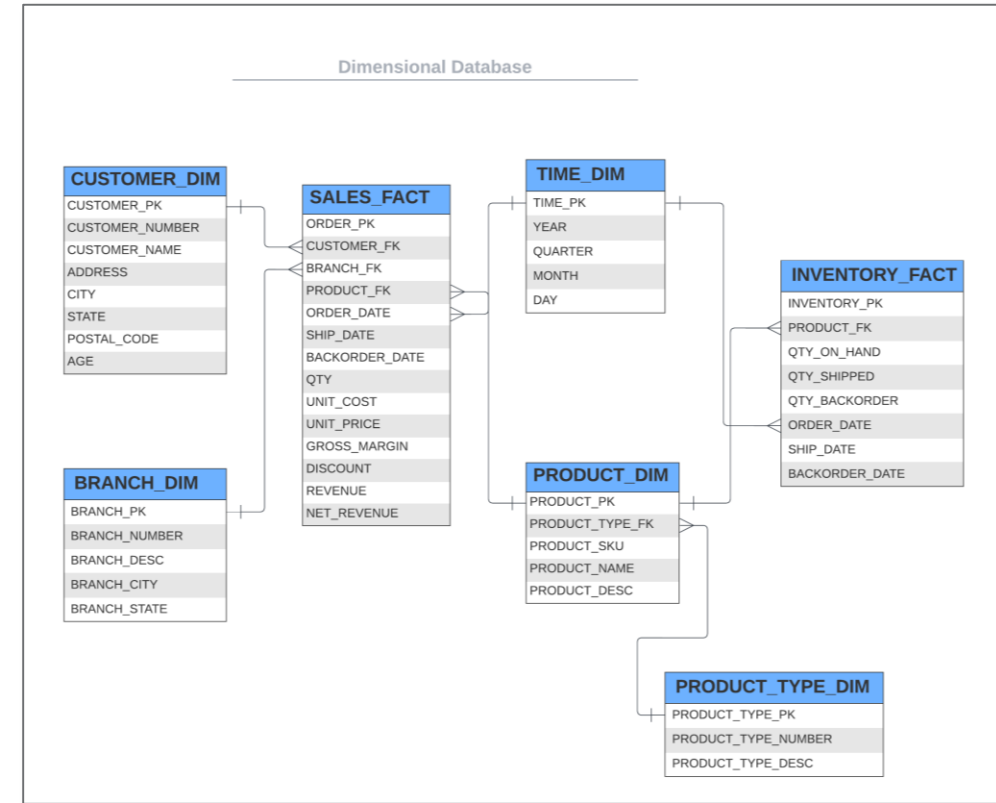 Dimensional Database
CUSTOMER_DIM
CUSTOMER_PK
CUSTOMER_NUMBER
CUSTOMER_NAME
ADDRESS
CITY
STATE
POSTAL_CODE
AGE
BRANCH_DIM
BRANCH_PK
BRANCH_NUMBER
BRANCH_DESC
BRANCH_CITY
BRANCH_STATE
SALES_FACT
ORDER_PK
CUSTOMER_FK
BRANCH_FK
PRODUCT_FK
ORDER_DATE
SHIP_DATE
BACKORDER_DATE
QTY
UNIT_COST
UNIT_PRICE
GROSS_MARGIN
DISCOUNT
REVENUE
NET_REVENUE
TIME_DIM
TIME_PK
YEAR
QUARTER
MONTH
DAY
PRODUCT_DIM
PRODUCT_PK
PRODUCT_TYPE_FK
PRODUCT_SKU
PRODUCT_NAME
PRODUCT_DESC
INVENTORY_FACT
INVENTORY_PK
PRODUCT_FK
QTY_ON_HAND
QTY_SHIPPED
QTY_BACKORDER
ORDER_DATE
SHIP_DATE
BACKORDER_DATE
PRODUCT_TYPE_DIM
PRODUCT_TYPE_PK
PRODUCT_TYPE_NUMBER
PRODUCT_TYPE_DESC